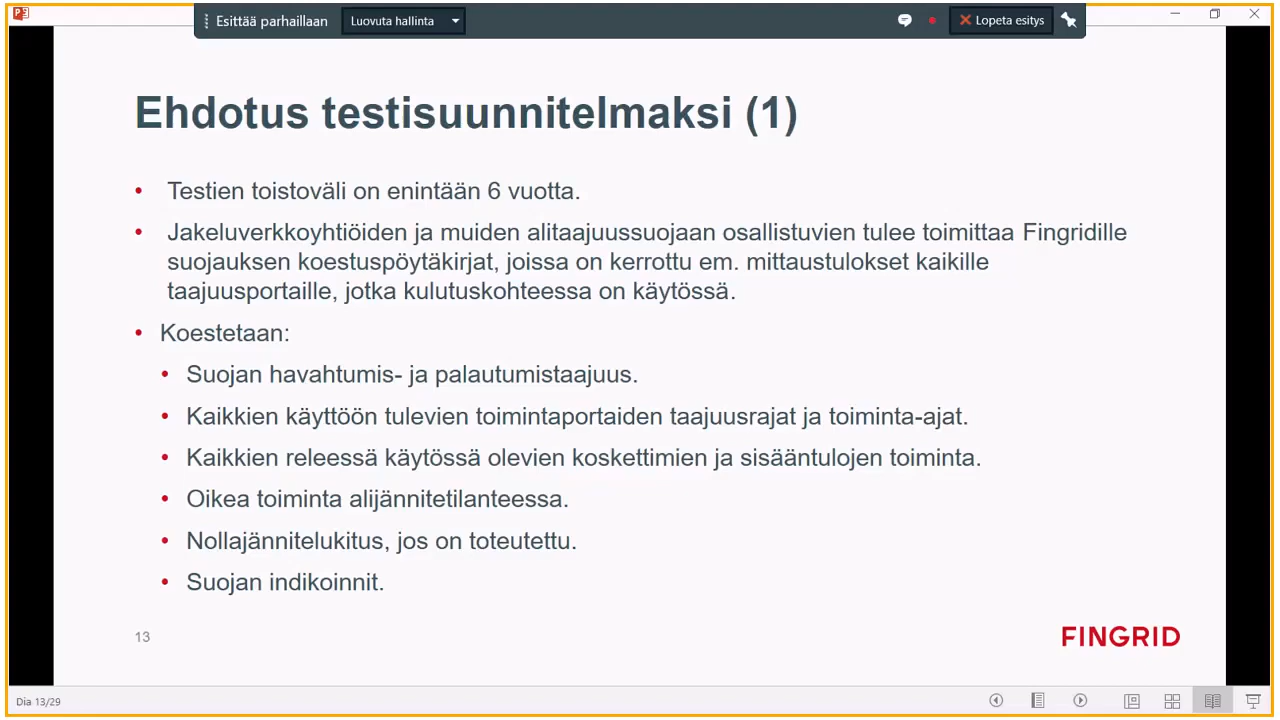 Esittää parhaillaan
Luovuta hallinta
Lopeta esitys
Ehdotus testisuunnitelmaksi (1)
• Testien toistoväli on enintään 6 vuotta.
• Jakeluverkkoyhtiöiden ja muiden alitaajuussuojaan osallistuvien tulee toimittaa Fingridille
suojauksen koestuspöytäkirjat, joissa on kerrottu em. mittaustulokset kaikille
taajuusportaille, jotka kulutuskohteessa on käytössä.
• Koestetaan:
• Suojan havahtumis- ja palautumistaajuus.
• Kaikkien käyttöön tulevien toimintaportaiden taajuusrajat ja toiminta-ajat.
• Kaikkien releessä käytössä olevien koskettimien ja sisääntulojen toiminta.
• Oikea toiminta alijännitetilanteessa.
• Nollajännitelukitus, jos on toteutettu.
• Suojan indikoinnit.
13
FINGRID
Dia 13/29